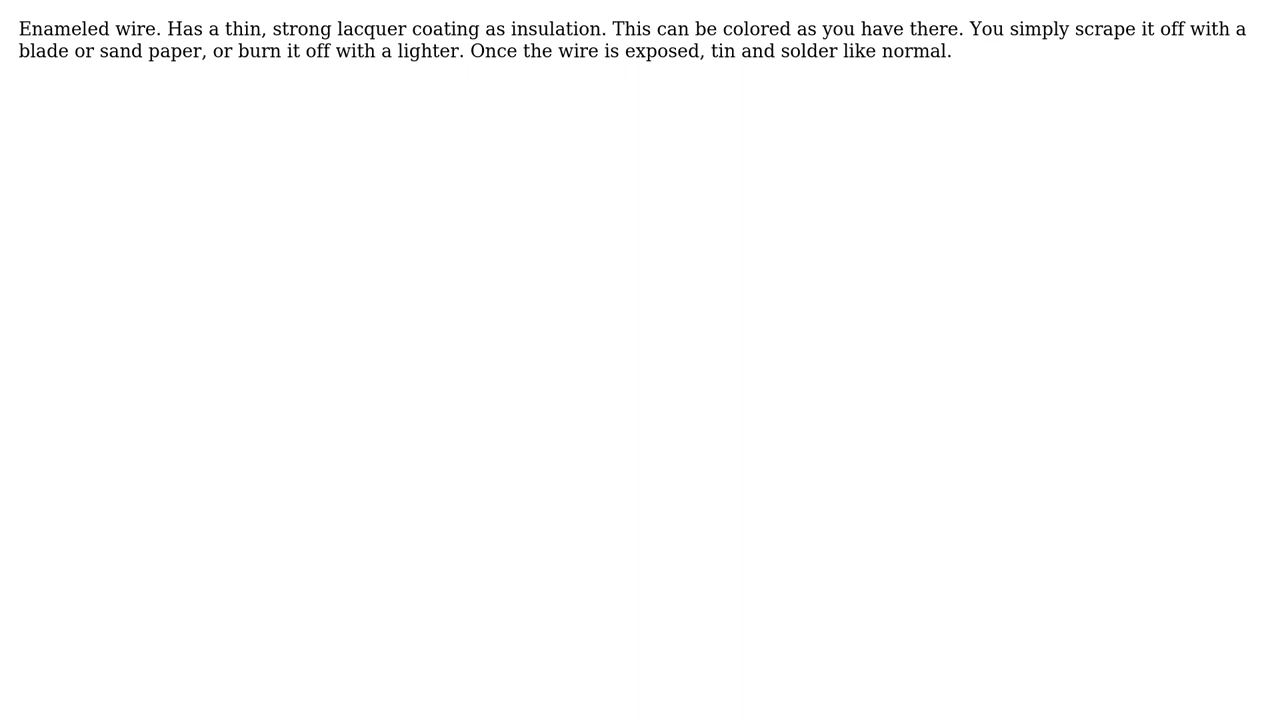 Enameled wire. Has a thin, strong lacquer coating as insulation. This can be colored as you have there. You simply scrape it off with a
blade or sand paper, or burn it off with a lighter. Once the wire is exposed, tin and solder like normal.